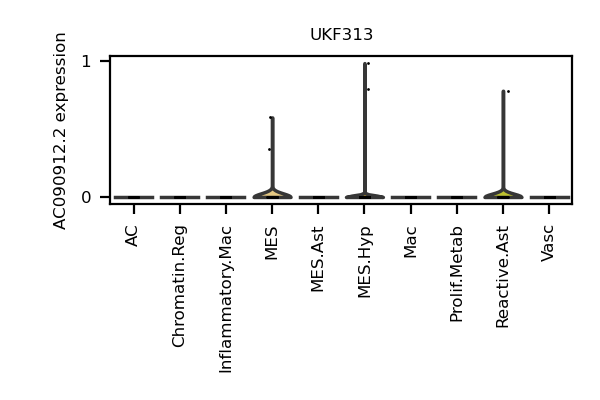 UKF313
AC090912.2 expression
1
0
AC
Chromatin.Reg
Inflammatory.Mac
MES
MES.Ast
MES.Hyp
Mac
Prolif.Metab
Reactive.Ast
Vasc